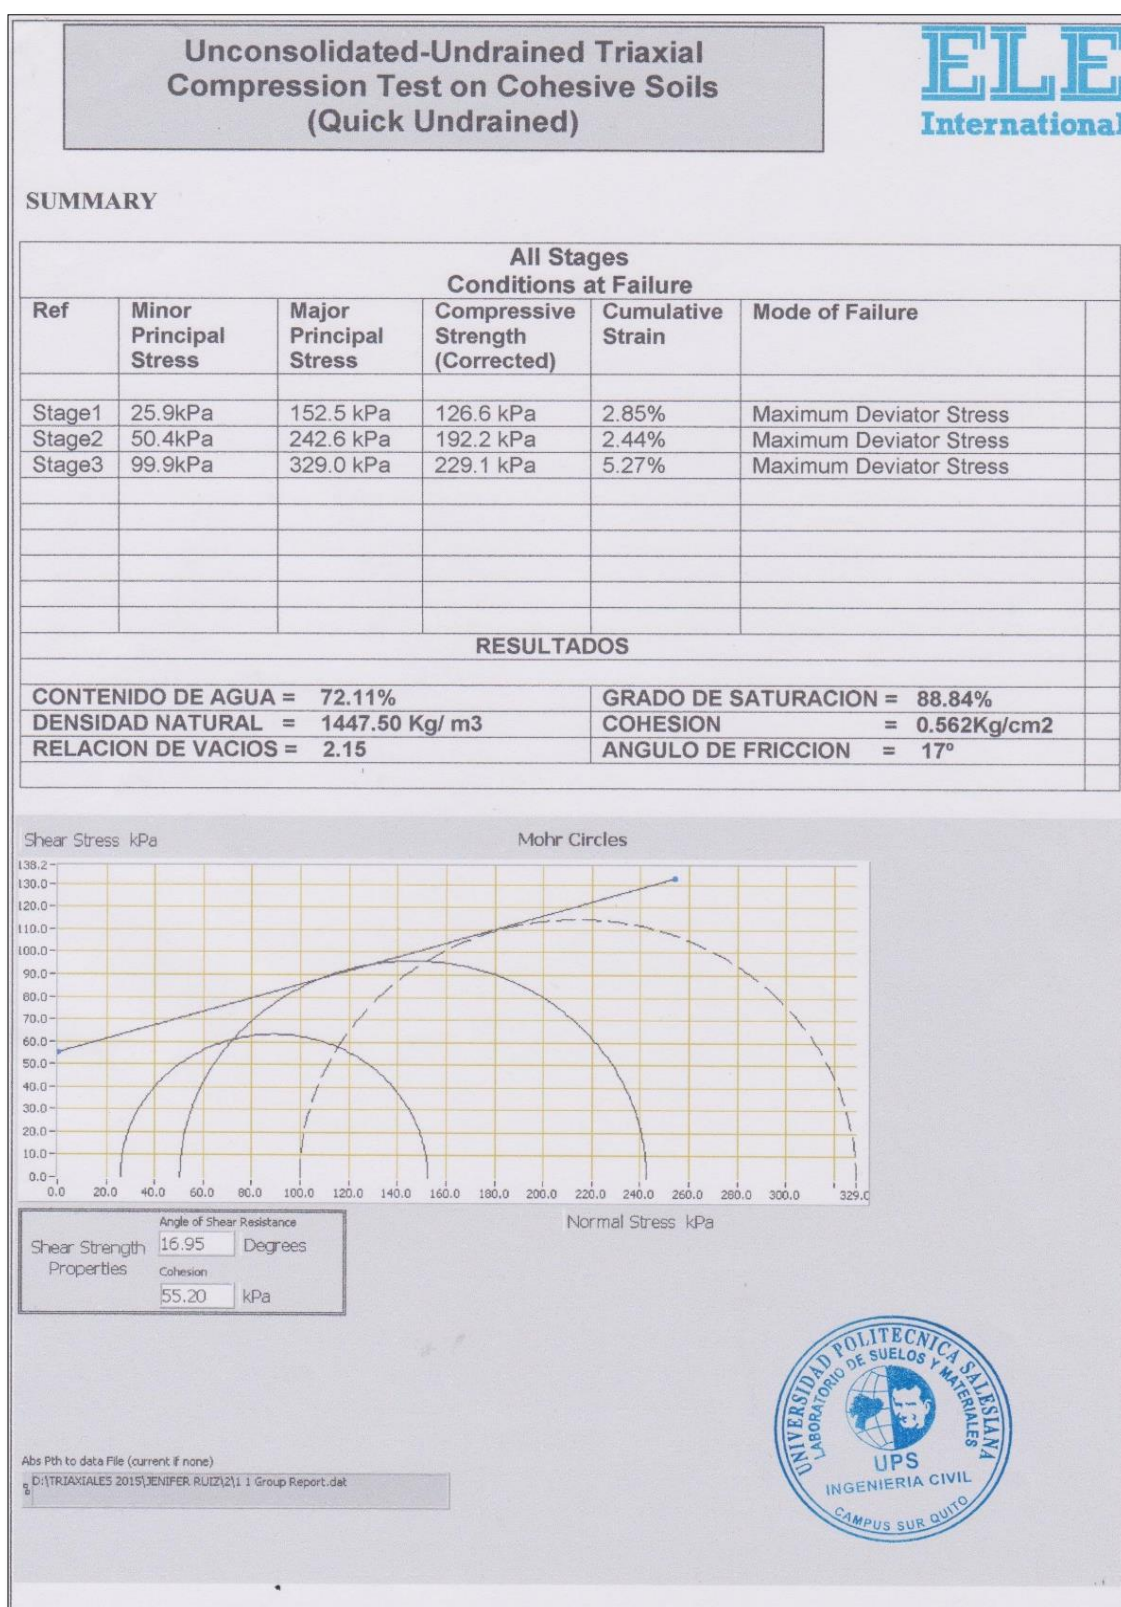 Unconsolidated-Undrained Triaxial
Compression Test on Cohesive Soils
(Quick Undrained)
ELE
International
SUMMARY
All Stages
Conditions at Failure
Ref Minor Principal Stress Major Principal Stress Compressive Strength (Corrected) Cumulative Strain Mode of Failure
Stage1 25.9kPa 152.5 kPa 126.6 kPa 2.85% Maximum Deviator Stress
Stage2 50.4kPa 242.6 kPa 192.2 kPa 2.44% Maximum Deviator Stress
Stage3 99.9kPa 329.0 kPa 229.1 kPa 5.27% Maximum Deviator Stress
RESULTADOS
CONTENIDO DE AGUA = 72.11% GRADO DE SATURACION = 88.84%
DENSIDAD NATURAL = 1447.50 Kg/ m3 COHESION = 0.562Kg/cm2
RELACION DE VACIOS = 2.15 ANGULO DE FRICCION = 17º
Shear Stress kPa Mohr Circles
138.2
130.0
120.0
110.0
100.0
90.0
80.0
70.0
60.0
50.0
40.0
30.0
20.0
10.0
0.0
0.0 20.0 40.0 60.0 80.0 100.0 120.0 140.0 160.0 180.0 200.0 220.0 240.0 260.0 280.0 300.0 329.0
Normal Stress kPa
Angle of Shear Resistance
Shear Strength Properties
16.95 Degrees
Cohesion
55.20 kPa
UNIVERSIDAD POLITECNICA SALESIANA
LABORATORIO DE SUELOS Y MATERIALES
UPS
INGENIERIA CIVIL
CAMPUS SUR QUITO
Abs Pth to data File (current if none)
D:\TRIAXIALES 2015\JENIFER RUIZ\2\1 1 Group Report.dat